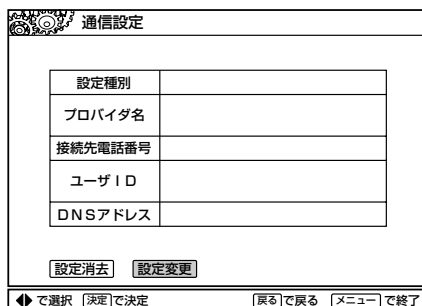 通信設定
設定種別
プロバイダ名
接続先電話番号
ユーザID
DNSアドレス
設定消去 設定変更
で選択 決定で決定 戻るで戻る メニューで終了